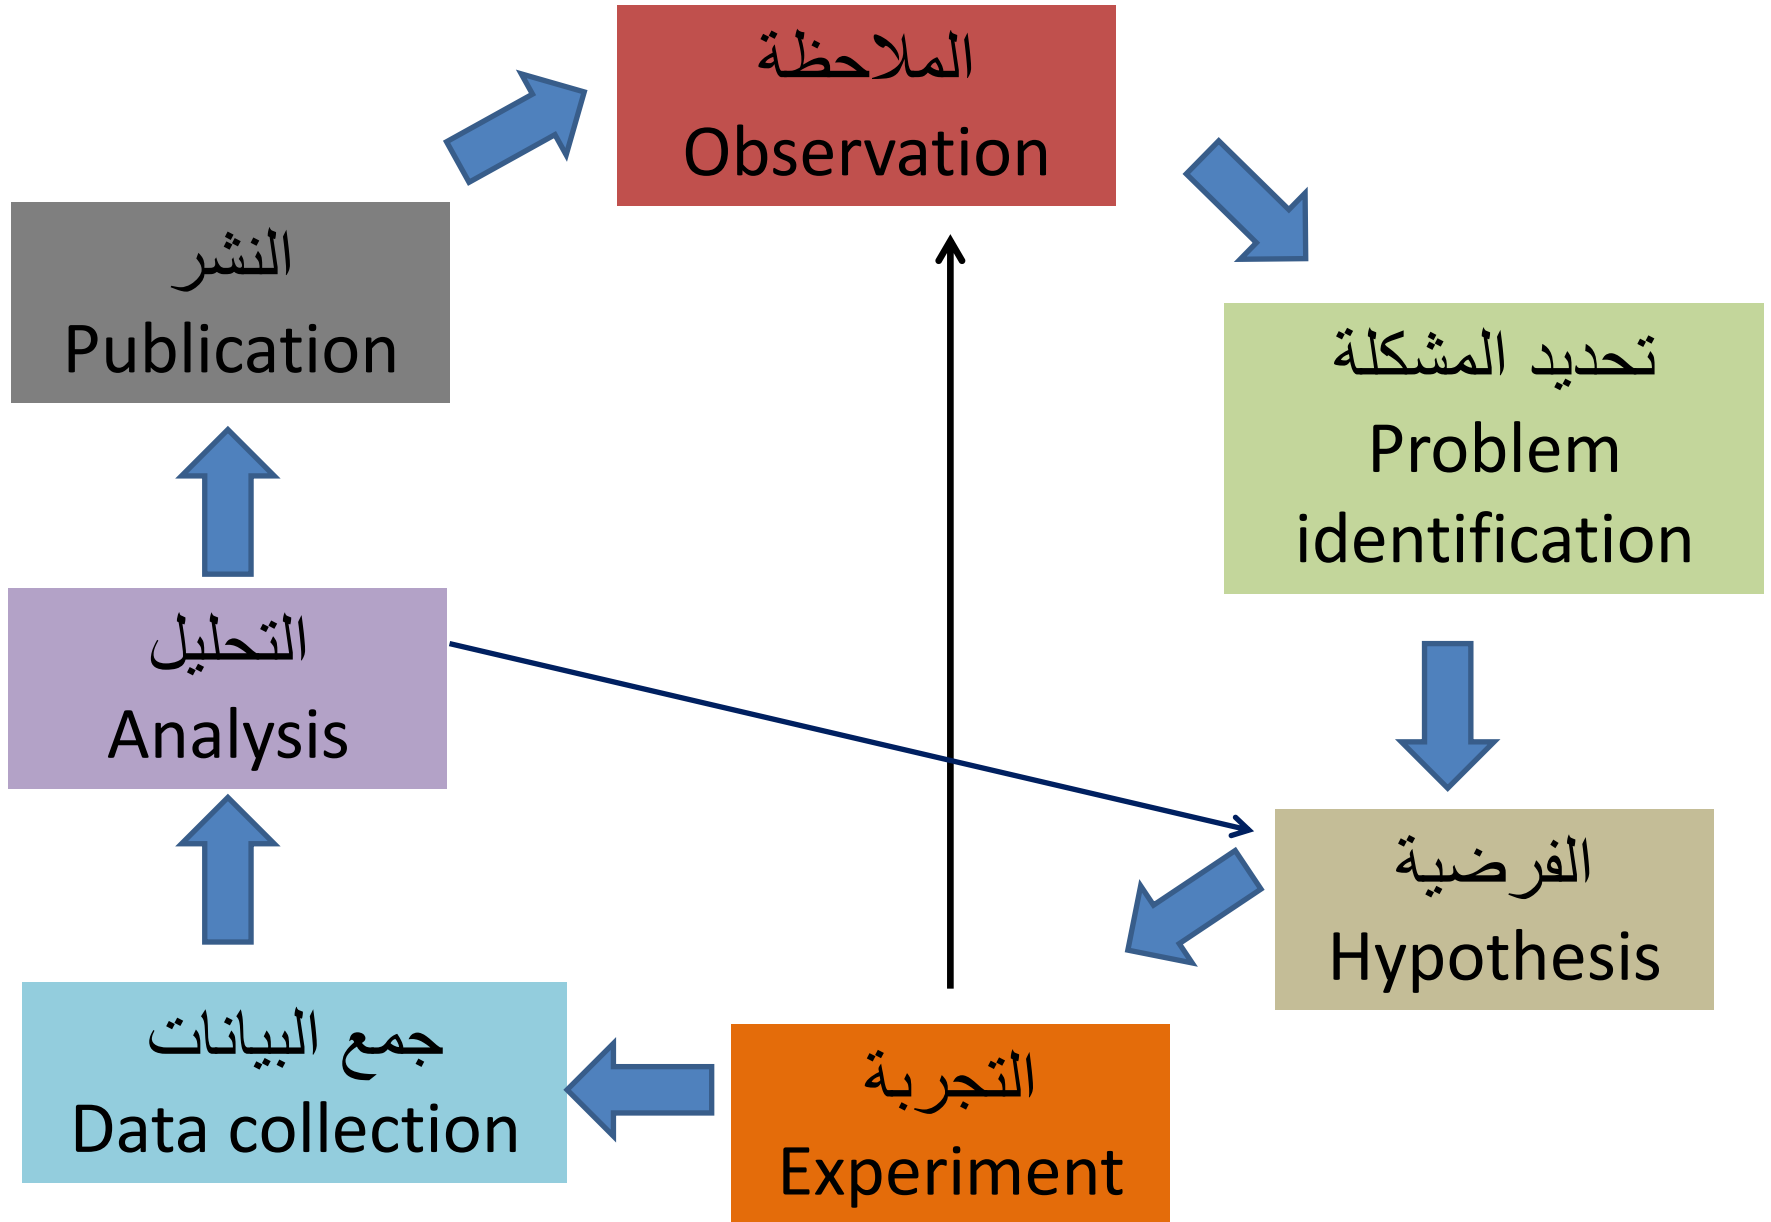 الملاحظة
Observation
تحديد المشكلة
Problem
identification
الفرضية
Hypothesis
التجربة
Experiment
جمع البيانات
Data collection
التحليل
Analysis
النشر
Publication